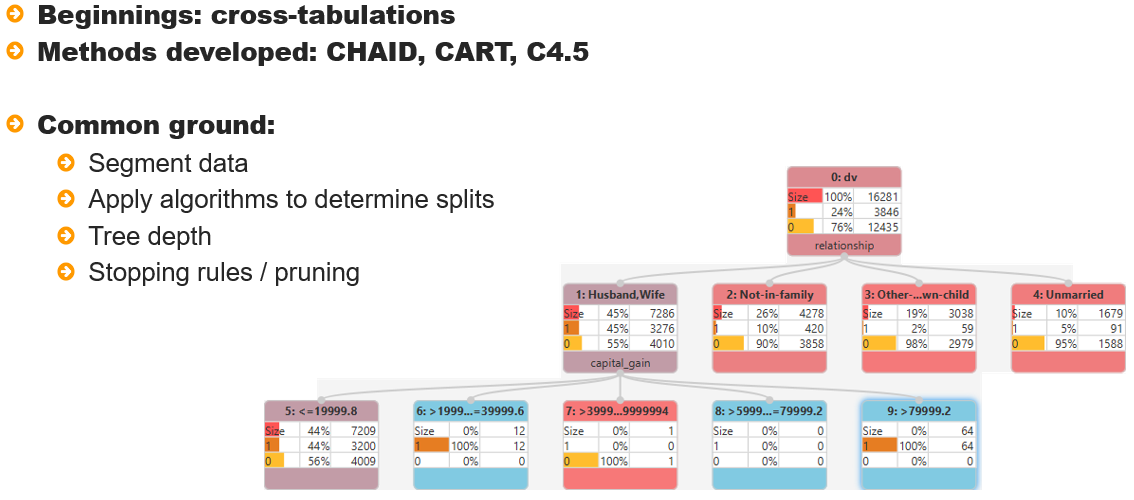 Beginnings: cross-tabulations
Methods developed: CHAID, CART, C4.5
Common ground:
Segment data
Apply algorithms to determine splits
Tree depth
Stopping rules / pruning
0: dv
Size 100% 16281
1 24% 3846
0 76% 12435
relationship
1: Husband,Wife
Size 45% 7286
1 45% 3276
0 55% 4010
capital_gain
2: Not-in-family
Size 26% 4278
1 10% 420
0 90% 3858
3: Other-...wn-child
Size 19% 3038
1 2% 59
0 98% 2979
4: Unmarried
Size 10% 1679
1 5% 91
0 95% 1588
5: <=19999.8
Size 44% 7209
1 44% 3200
0 56% 4009
6: >1999...=39999.6
Size 0% 12
1 100% 12
0 0% 0
7: >3999...9999994
Size 0% 1
1 0% 0
0 100% 1
8: >5999...=79999.2
Size 0% 0
1 0% 0
0 0% 0
9: >79999.2
Size 0% 64
1 100% 64
0 0% 0